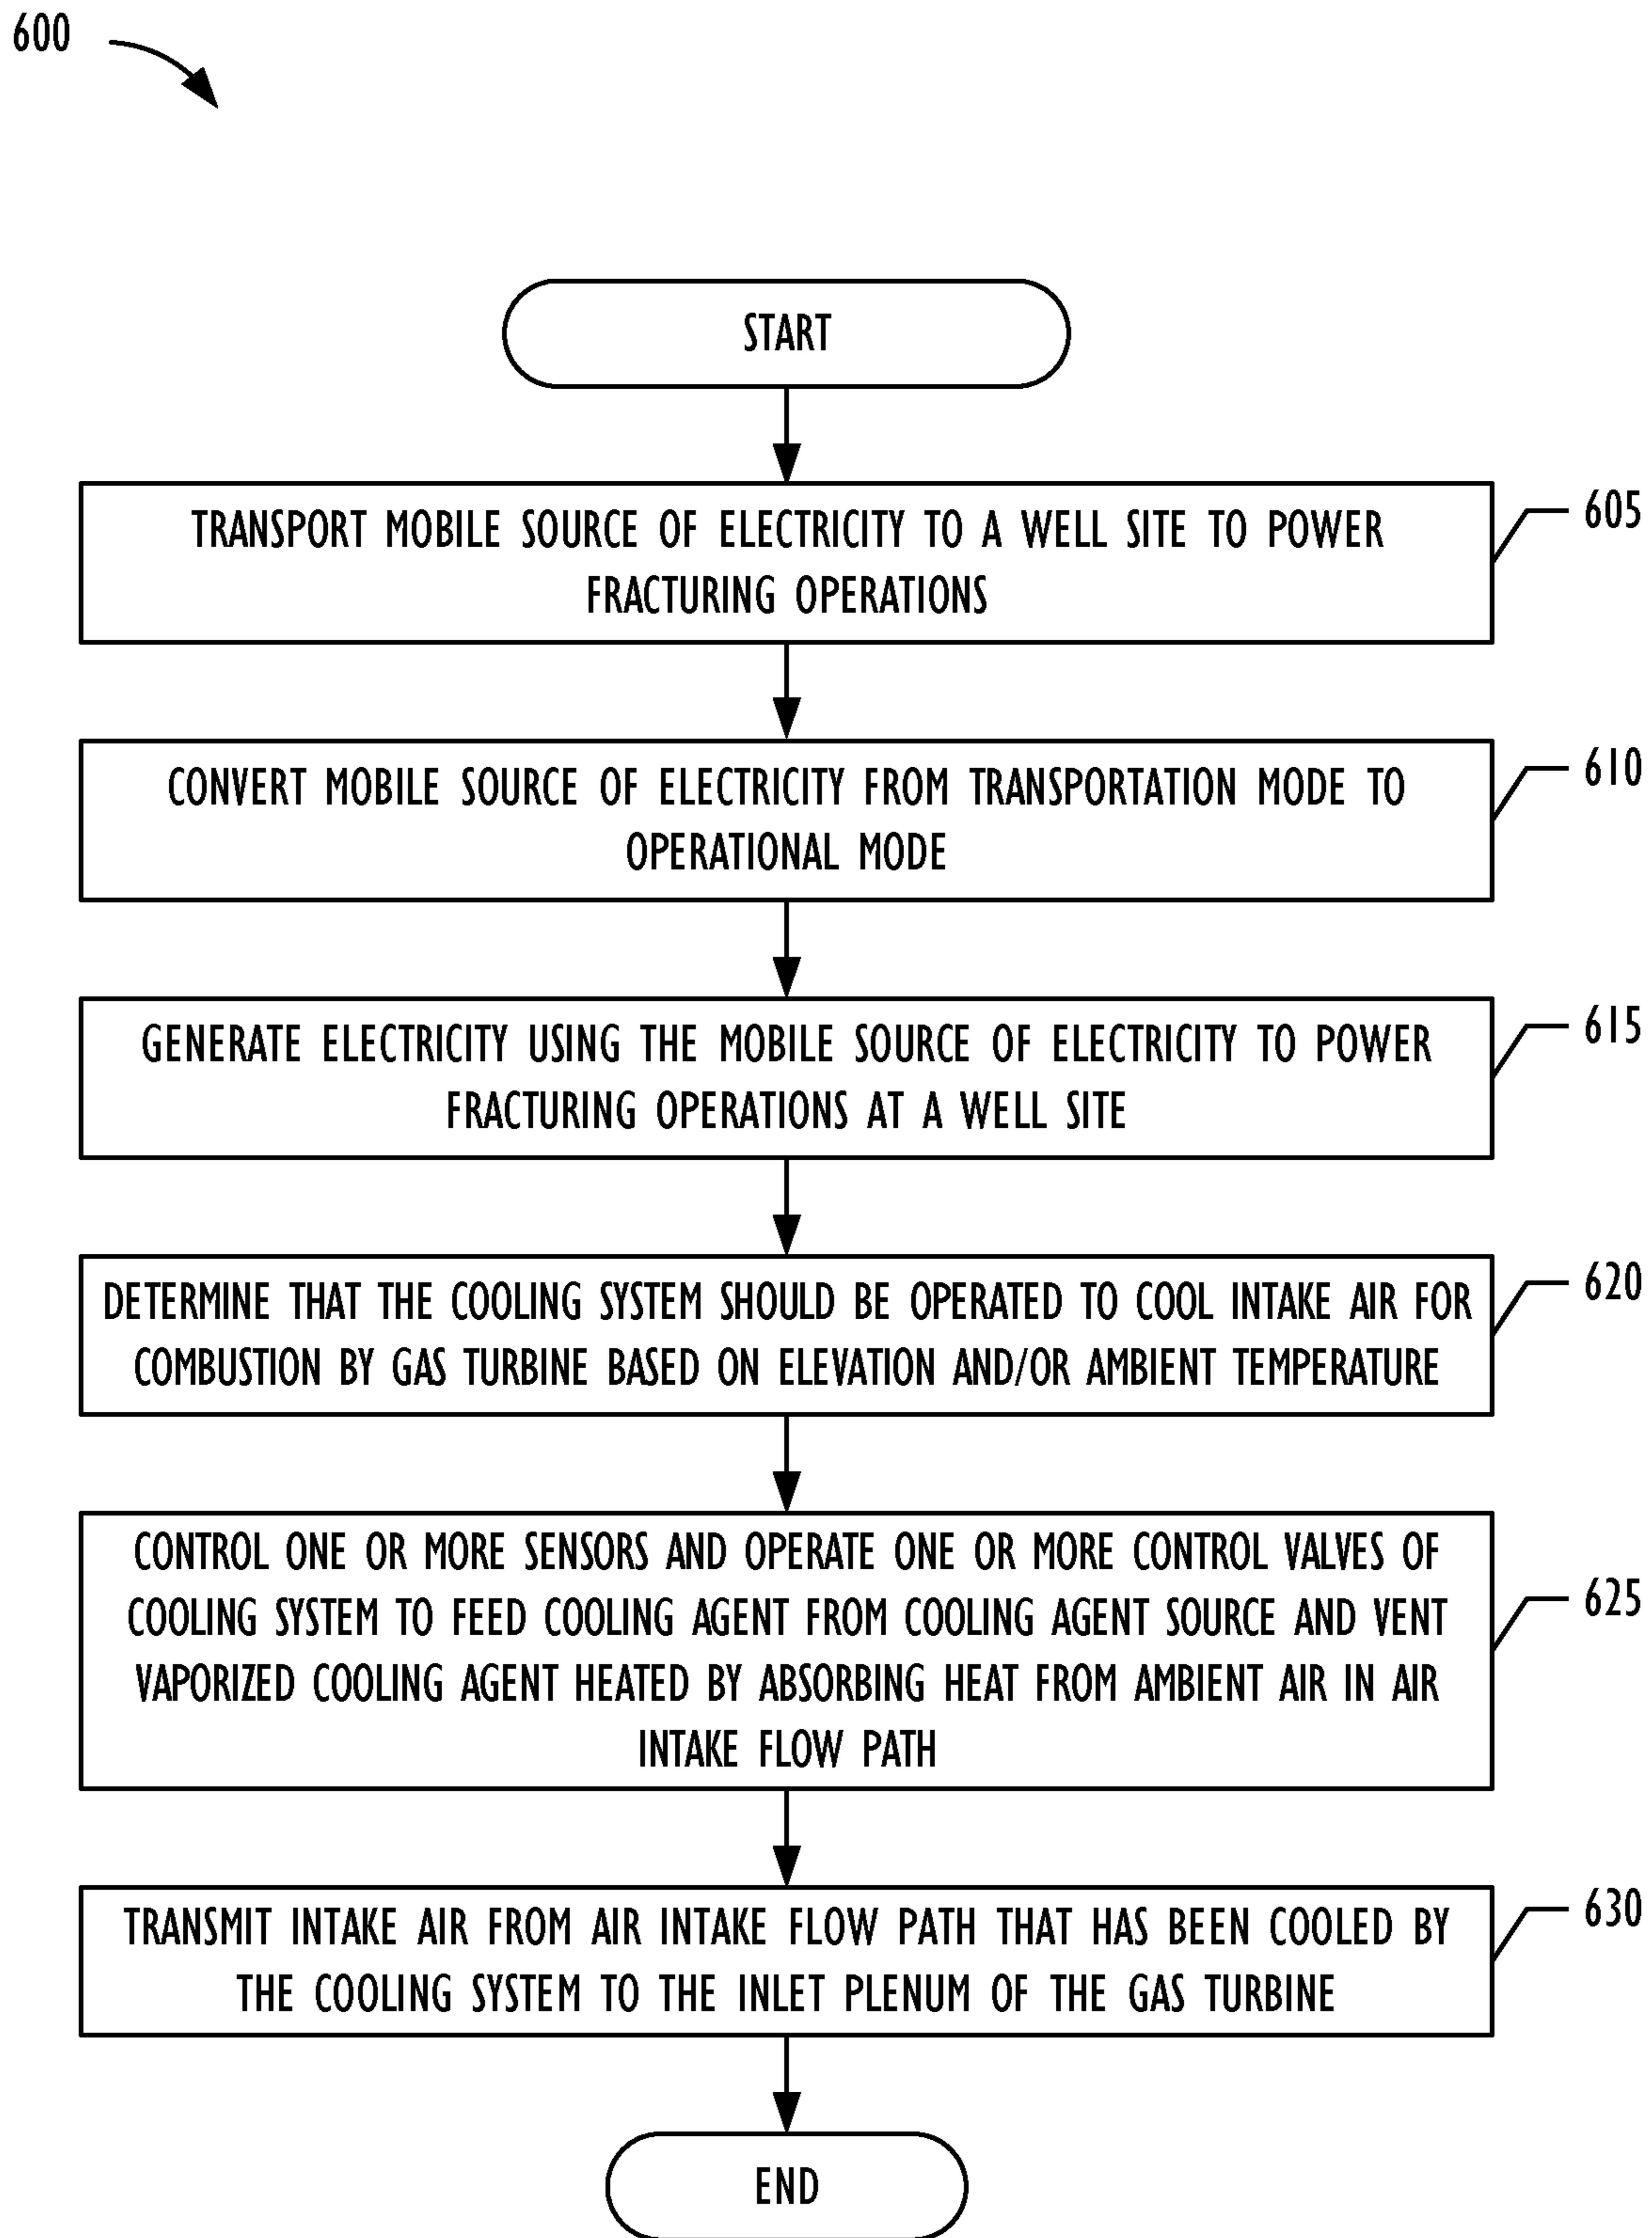 600
START
TRANSPORT MOBILE SOURCE OF ELECTRICITY TO A WELL SITE TO POWER
FRACTURING OPERATIONS
605
CONVERT MOBILE SOURCE OF ELECTRICITY FROM TRANSPORTATION MODE TO
OPERATIONAL MODE
610
GENERATE ELECTRICITY USING THE MOBILE SOURCE OF ELECTRICITY TO POWER
FRACTURING OPERATIONS AT A WELL SITE
615
DETERMINE THAT THE COOLING SYSTEM SHOULD BE OPERATED TO COOL INTAKE AIR FOR
COMBUSTION BY GAS TURBINE BASED ON ELEVATION AND/OR AMBIENT TEMPERATURE
620
CONTROL ONE OR MORE SENSORS AND OPERATE ONE OR MORE CONTROL VALVES OF
COOLING SYSTEM TO FEED COOLING AGENT FROM COOLING AGENT SOURCE AND VENT
VAPORIZED COOLING AGENT HEATED BY ABSORBING HEAT FROM AMBIENT AIR IN AIR
INTAKE FLOW PATH
625
TRANSMIT INTAKE AIR FROM AIR INTAKE FLOW PATH THAT HAS BEEN COOLED BY
THE COOLING SYSTEM TO THE INLET PLENUM OF THE GAS TURBINE
630
END